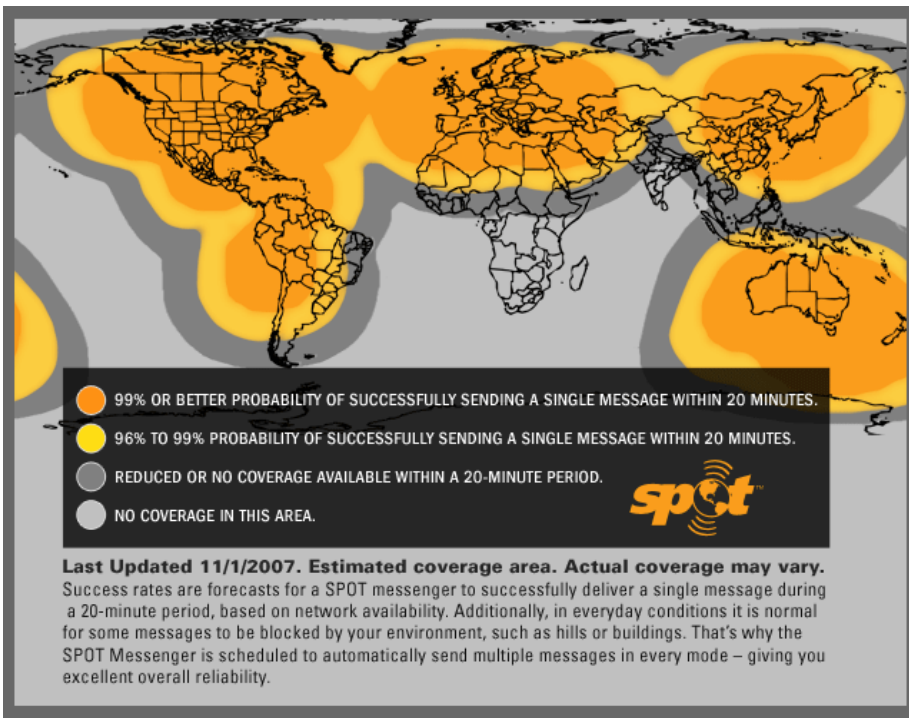 99% OR BETTER PROBABILITY OF SUCCESSFULLY SENDING A SINGLE MESSAGE WITHIN 20 MINUTES.
96% TO 99% PROBABILITY OF SUCCESSFULLY SENDING A SINGLE MESSAGE WITHIN 20 MINUTES.
REDUCED OR NO COVERAGE AVAILABLE WITHIN A 20-MINUTE PERIOD.
NO COVERAGE IN THIS AREA.
spot™
Last Updated 11/1/2007. Estimated coverage area. Actual coverage may vary.
Success rates are forecasts for a SPOT messenger to successfully deliver a single message during
a 20-minute period, based on network availability. Additionally, in everyday conditions it is normal
for some messages to be blocked by your environment, such as hills or buildings. That’s why the
SPOT Messenger is scheduled to automatically send multiple messages in every mode – giving you
excellent overall reliability.